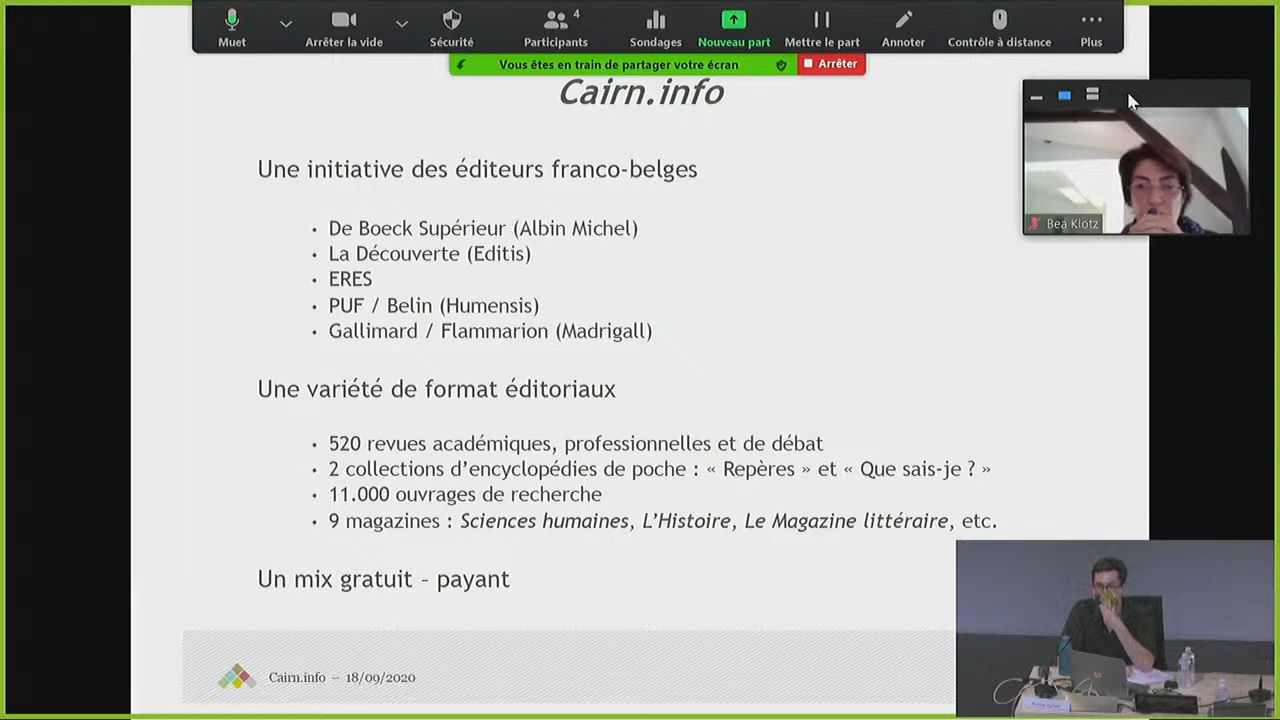 4
Muet
Arrêter la vide
Sécurité
Participants
Sondages
Nouveau part
Mettre le part
Annoter
Contrôle à distance
Plus
Vous êtes en train de partager votre écran
Arrêter
Cairn.info
Bea Klotz
Une initiative des éditeurs franco-belges
• De Boeck Supérieur (Albin Michel)
• La Découverte (Editis)
• ERES
• PUF / Belin (Humensis)
• Gallimard / Flammarion (Madrigall)
Une variété de format éditoriaux
• 520 revues académiques, professionnelles et de débat
• 2 collections d’encyclopédies de poche : « Repères » et « Que sais-je ? »
• 11.000 ouvrages de recherche
• 9 magazines : Sciences humaines, L’Histoire, Le Magazine littéraire, etc.
Un mix gratuit - payant
Cairn.info – 18/09/2020